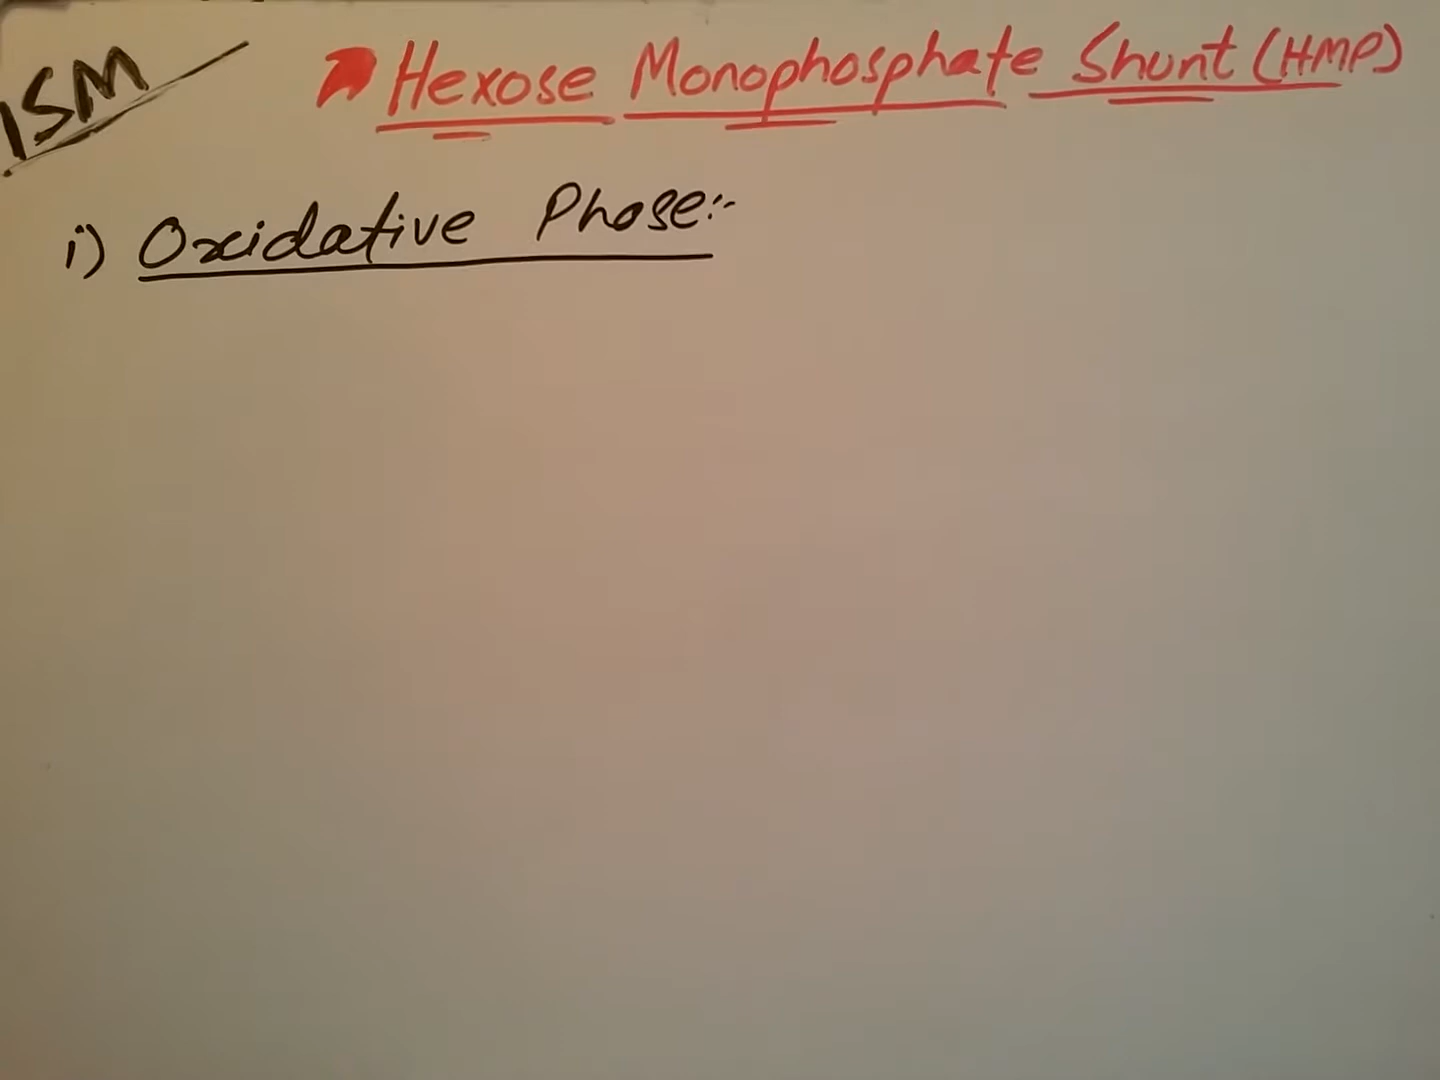 ISM
Hexose Monophosphate Shunt (HMP)
i) Oxidative Phase:-